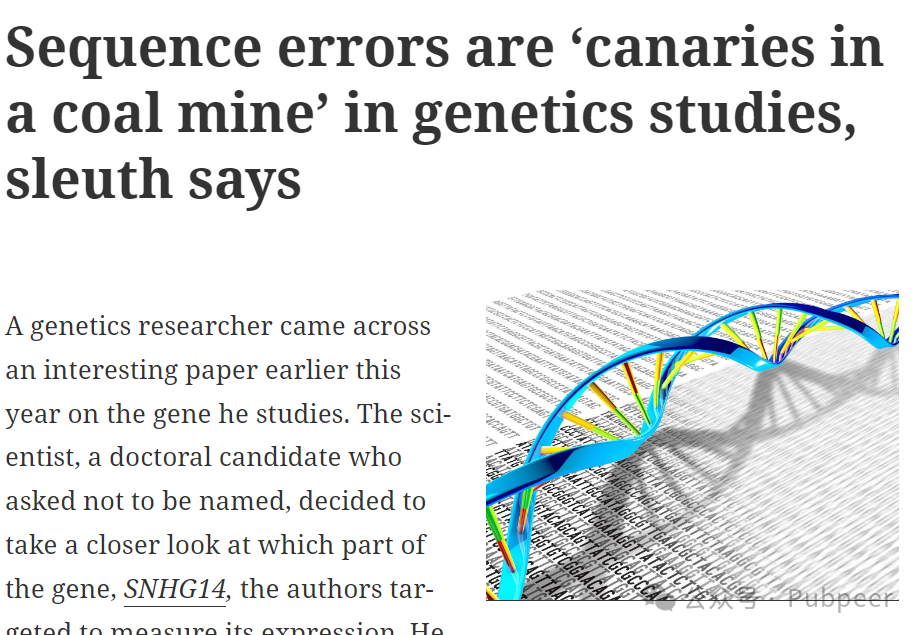 Sequence errors are ‘canaries in
a coal mine’ in genetics studies,
sleuth says
A genetics researcher came across
an interesting paper earlier this
year on the gene he studies. The sci-
entist, a doctoral candidate who
asked not to be named, decided to
take a closer look at which part of
the gene, SNHG14, the authors tar-
geted to measure its expression. He
公众号 · Pubpeer